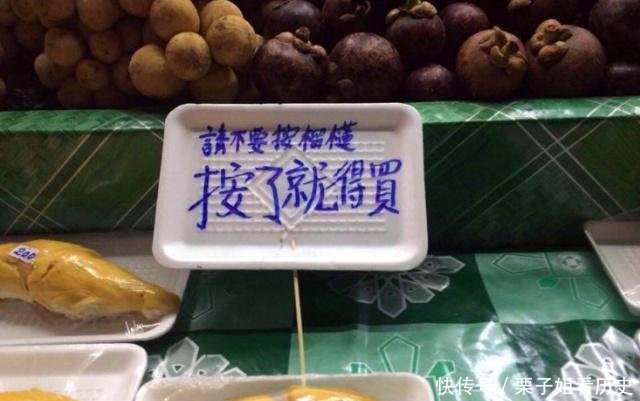 請不要按榴槤
按了就得買
200
快传号 / 栗子姐看历史